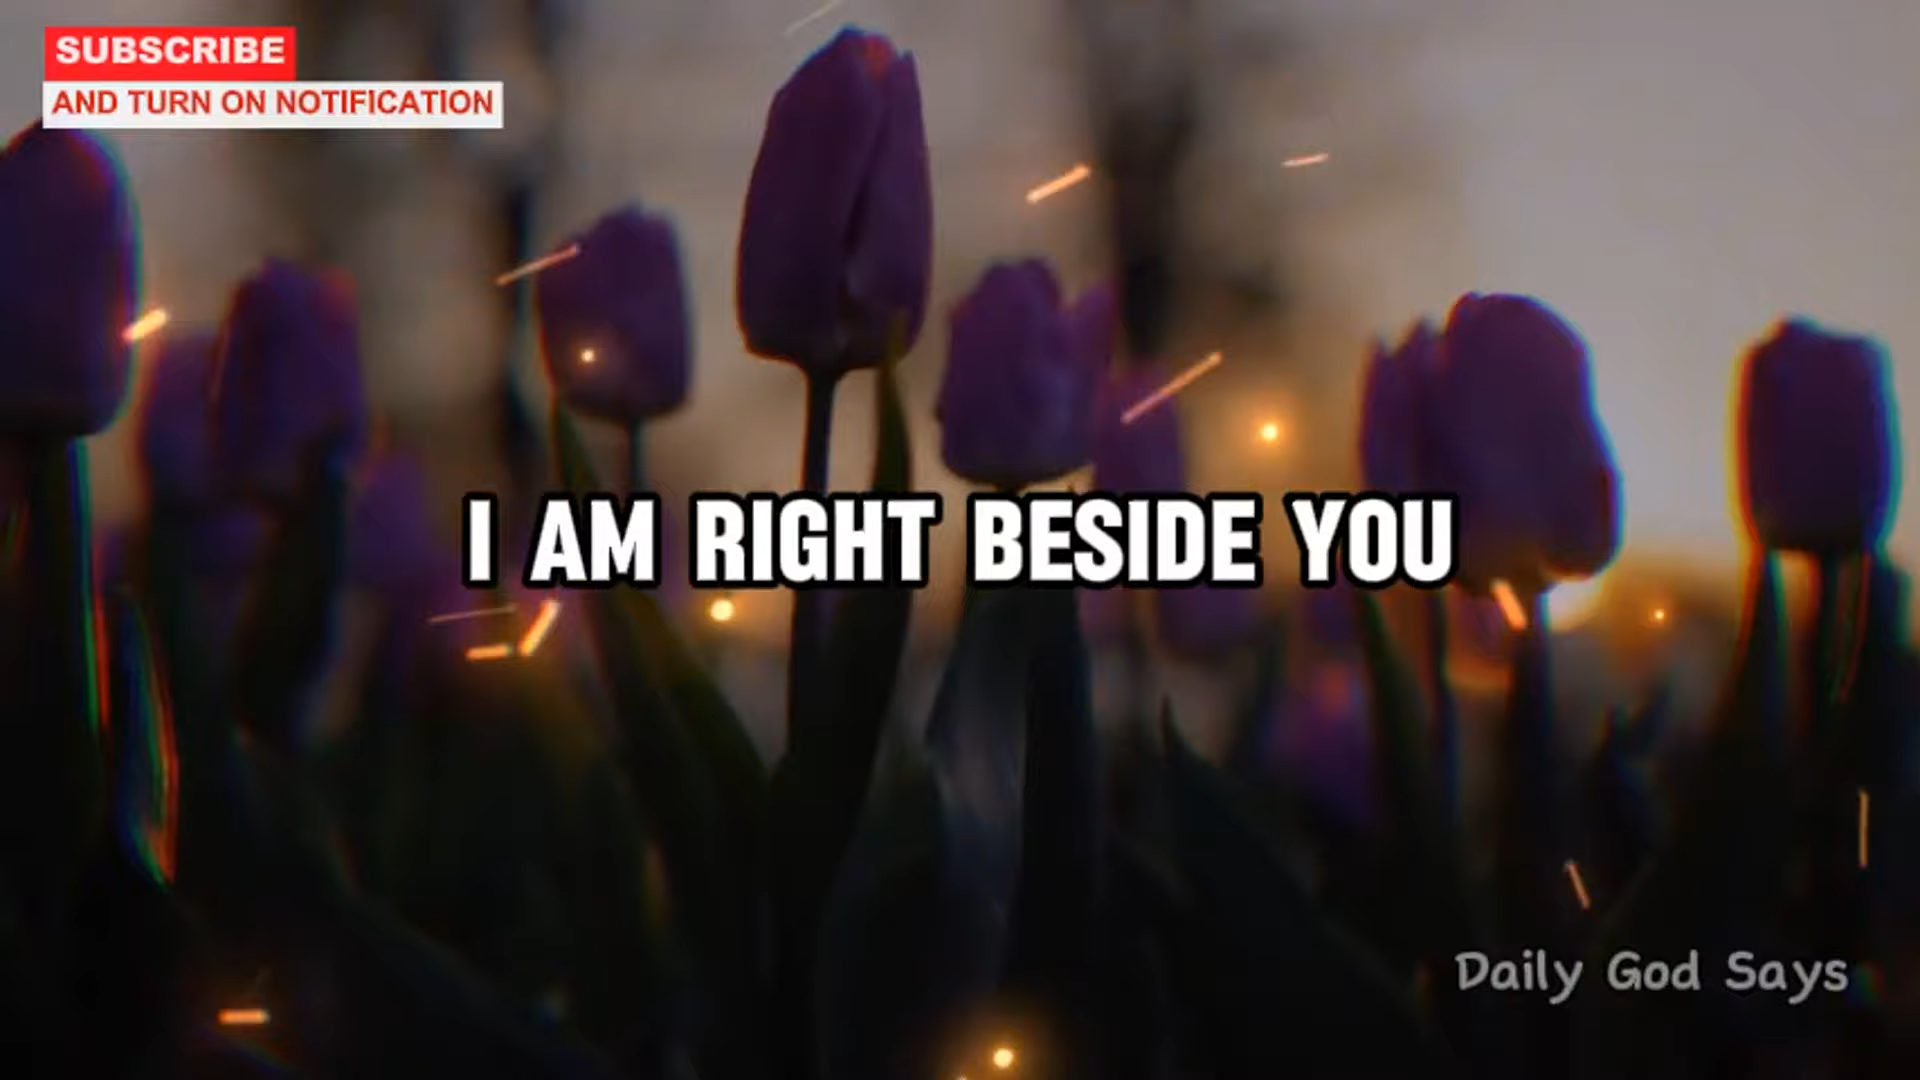 SUBSCRIBE
AND TURN ON NOTIFICATION
I AM RIGHT BESIDE YOU
Daily God Says